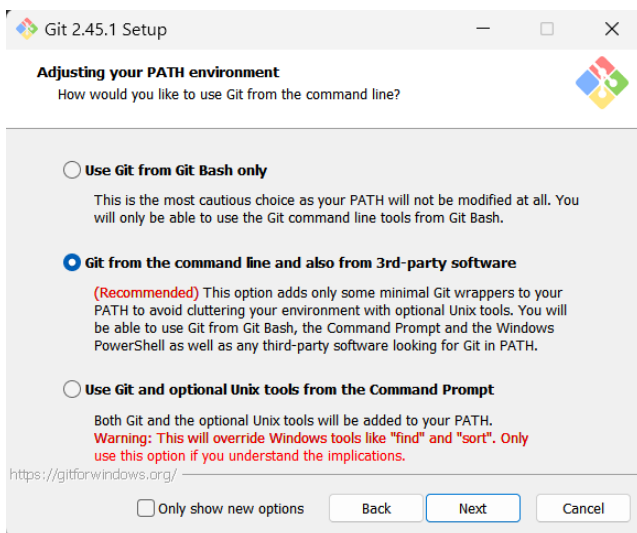 Git 2.45.1 Setup
Adjusting your PATH environment
How would you like to use Git from the command line?
Use Git from Git Bash only
This is the most cautious choice as your PATH will not be modified at all. You
will only be able to use the Git command line tools from Git Bash.
Git from the command line and also from 3rd-party software
(Recommended) This option adds only some minimal Git wrappers to your
PATH to avoid cluttering your environment with optional Unix tools. You will
be able to use Git from Git Bash, the Command Prompt and the Windows
PowerShell as well as any third-party software looking for Git in PATH.
Use Git and optional Unix tools from the Command Prompt
Both Git and the optional Unix tools will be added to your PATH.
Warning: This will override Windows tools like "find" and "sort". Only
use this option if you understand the implications.
https://gitforwindows.org/
Only show new options Back Next Cancel